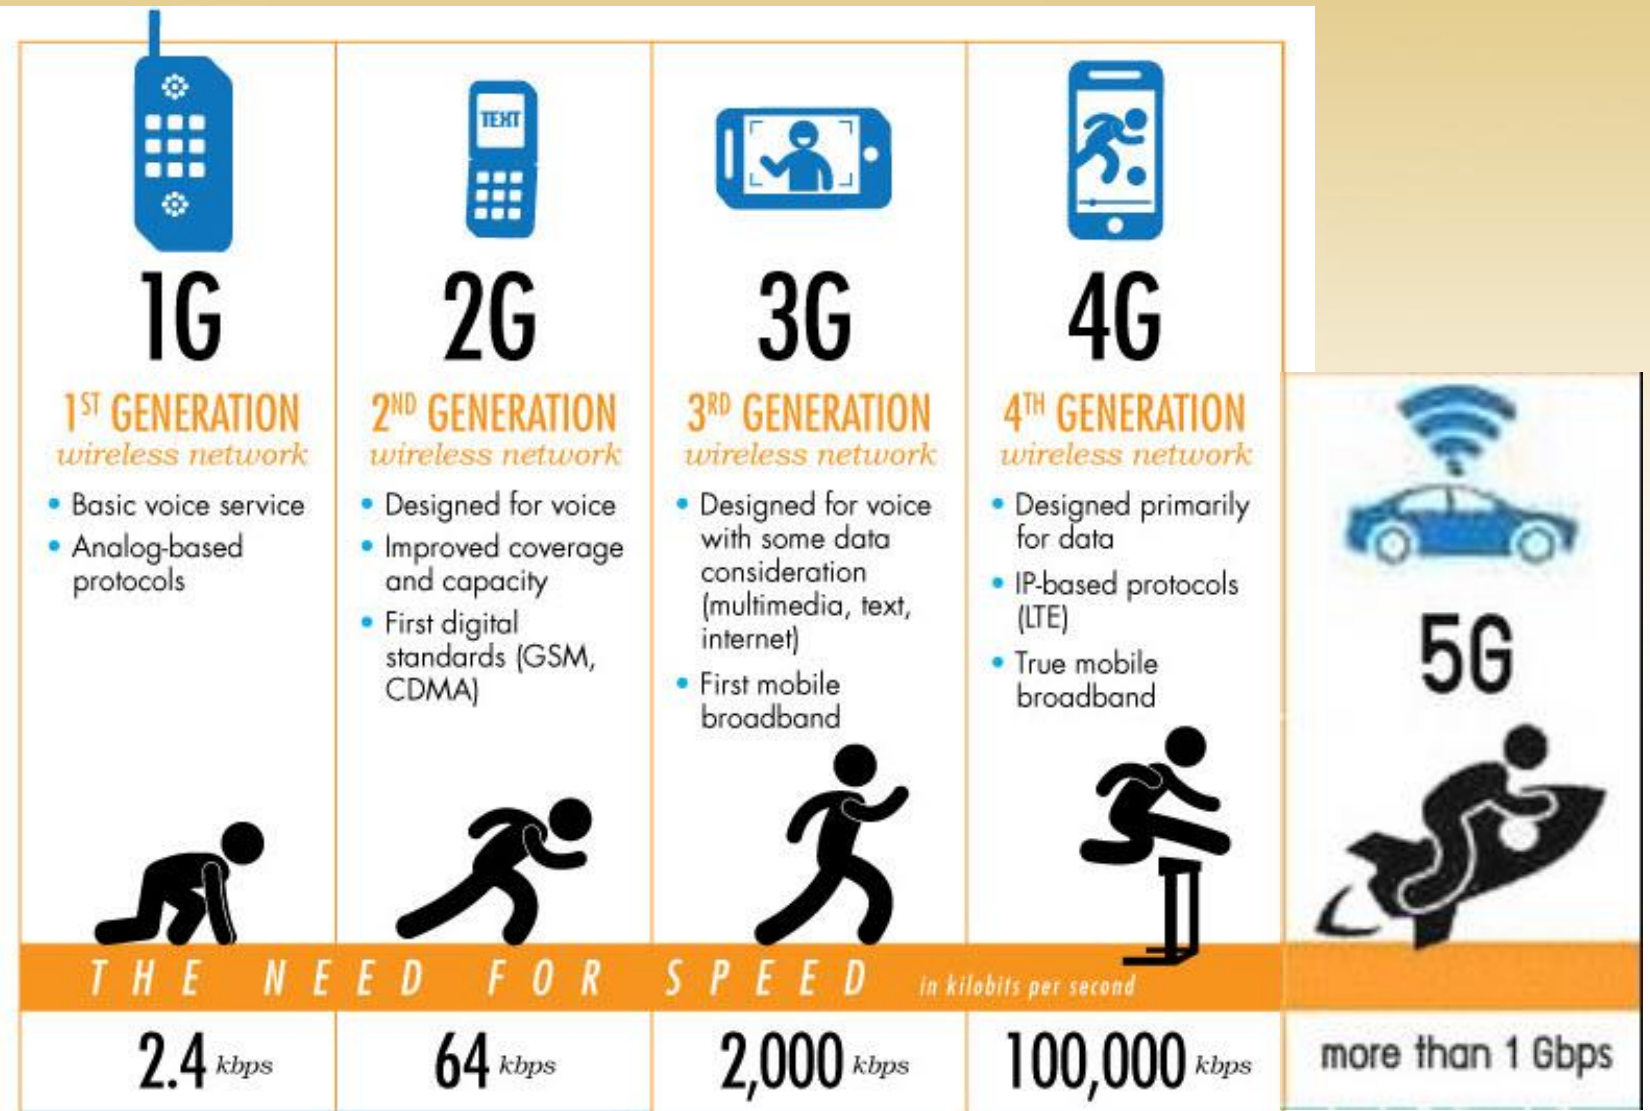 TEXT
1G
1ST GENERATION
wireless network
• Basic voice service
• Analog-based
protocols
2G
2ND GENERATION
wireless network
• Designed for voice
• Improved coverage
and capacity
• First digital
standards (GSM,
CDMA)
3G
3RD GENERATION
wireless network
• Designed for voice
with some data
consideration
(multimedia, text,
internet)
• First mobile
broadband
4G
4TH GENERATION
wireless network
• Designed primarily
for data
• IP-based protocols
(LTE)
• True mobile
broadband
5G
THE NEED FOR SPEED in kilobits per second
2.4 kbps
64 kbps
2,000 kbps
100,000 kbps
more than 1 Gbps